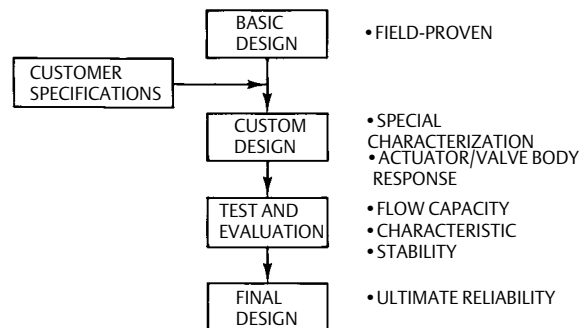 BASIC
DESIGN
•FIELD-PROVEN
CUSTOMER
SPECIFICATIONS
CUSTOM
DESIGN
•SPECIAL
CHARACTERIZATION
•ACTUATOR/VALVE BODY
RESPONSE
TEST AND
EVALUATION
•FLOW CAPACITY
•CHARACTERISTIC
•STABILITY
FINAL
DESIGN
•ULTIMATE RELIABILITY